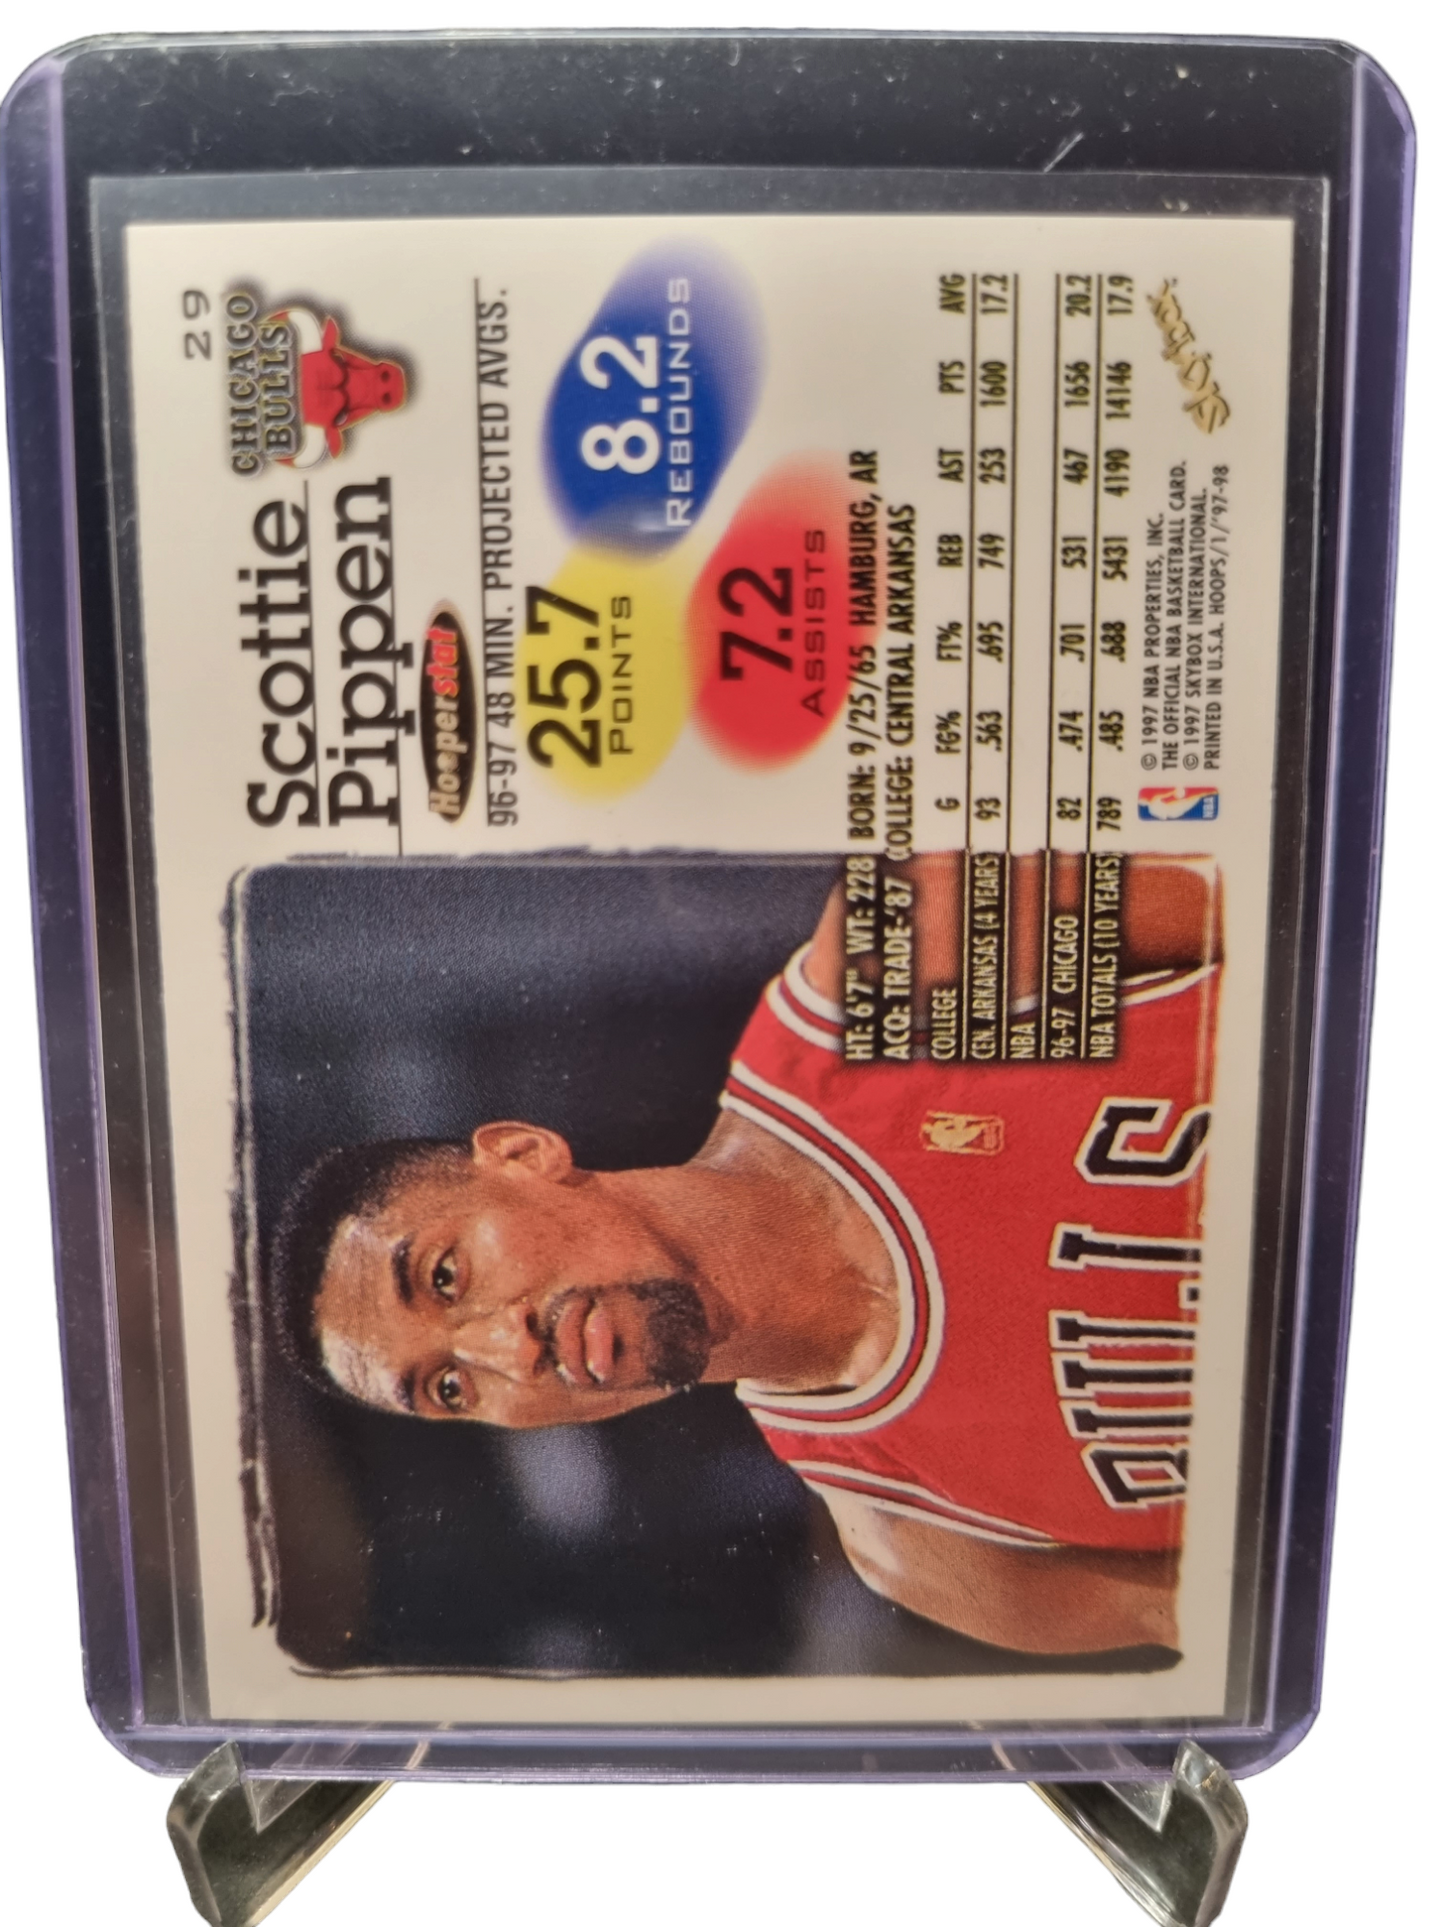 29
CHICAGO
BULLS
Scottie
Pippen
Hooperstat
96-97 48 MIN. PROJECTED AVGS.
25.7
POINTS
8.2
REBOUNDS
7.2
ASSISTS
HT: 6'7" WT: 228 BORN: 9/25/65 HAMBURG, AR
ACQ: TRADE-'87 COLLEGE: CENTRAL ARKANSAS
COLLEGE G FG% FT% REB AST PTS AVG
CEN. ARKANSAS (4 YEARS) 93 .563 .695 749 253 1600 17.2
NBA
96-97 CHICAGO 82 .474 .701 531 467 1656 20.2
NBA TOTALS (10 YEARS) 789 .485 .688 5431 4190 14146 17.9
NBA
© 1997 NBA PROPERTIES, INC.
THE OFFICIAL NBA BASKETBALL CARD.
© 1997 SKYBOX INTERNATIONAL.
PRINTED IN U.S.A. HOOPS/1/'97-98
SkyBox
BULLS